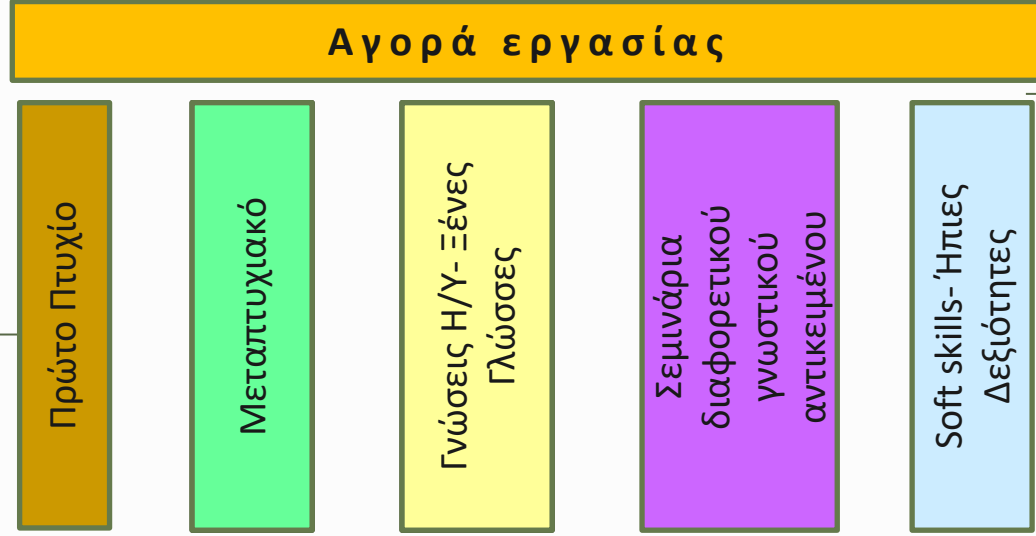 Αγορά εργασίας
Πρώτο Πτυχίο
Μεταπτυχιακό
Γνώσεις Η/Υ- Ξένες
Γλώσσες
Σεμινάρια
διαφορετικού
γνωστικού
αντικειμένου
Soft skills-Ήπιες
Δεξιότητες